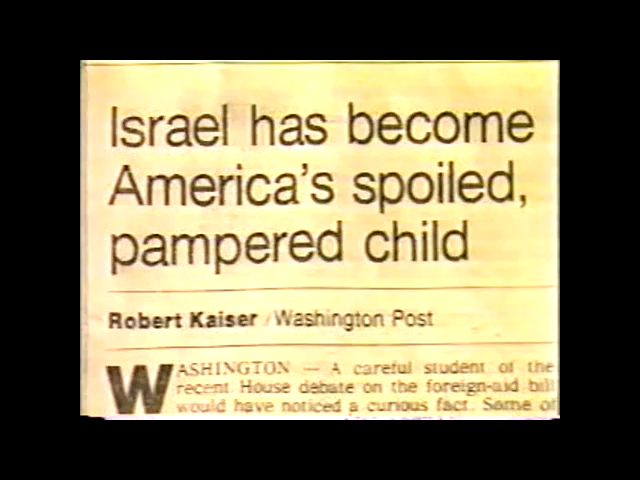 Israel has become
America's spoiled,
pampered child
Robert Kaiser / Washington Post
WASHINGTON — A careful student of the
recent House debate on the foreign-aid bill
would have noticed a curious fact. Some of